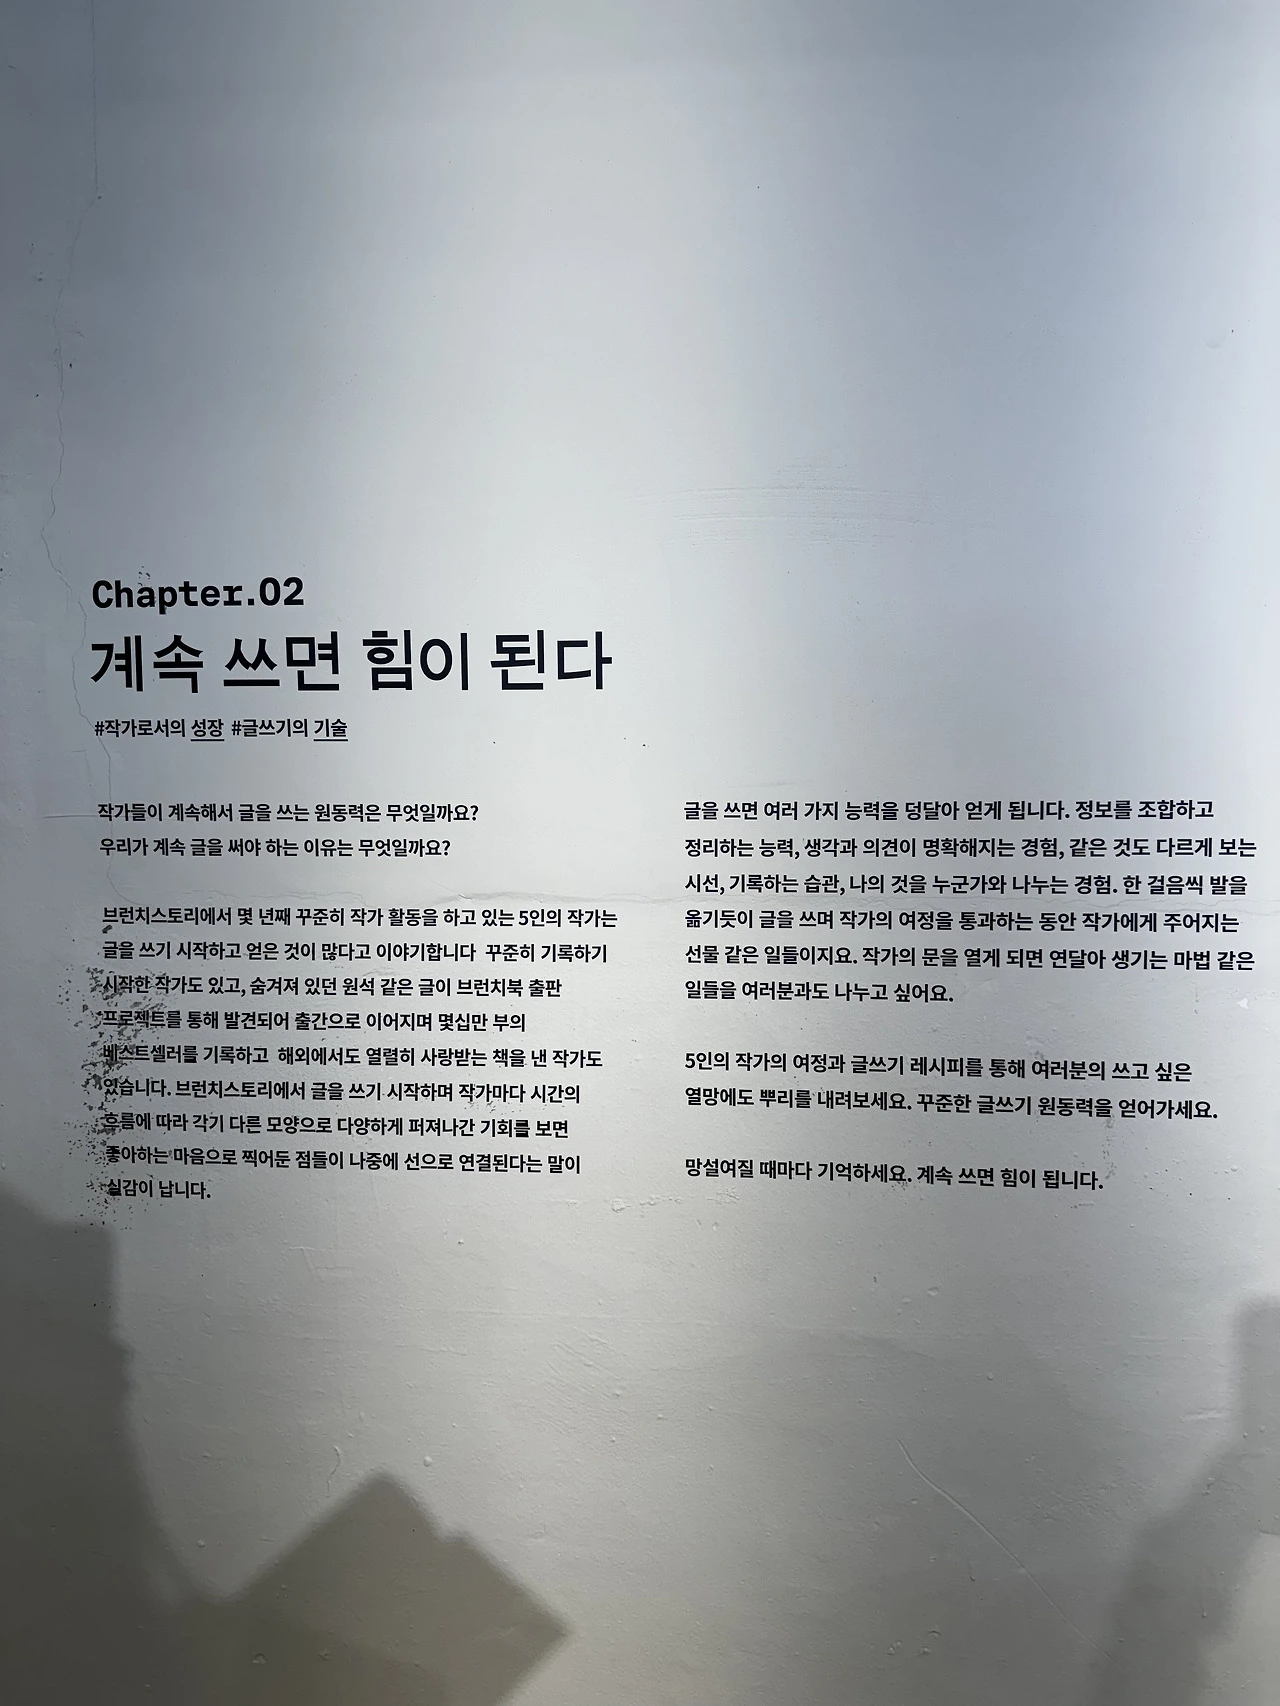 Chapter.02
계속 쓰면 힘이 된다
#작가로서의 성장 #글쓰기의 기술
작가들이 계속해서 글을 쓰는 원동력은 무엇일까요?
우리가 계속 글을 써야 하는 이유는 무엇일까요?
브런치스토리에서 몇 년째 꾸준히 작가 활동을 하고 있는 5인의 작가는
글을 쓰기 시작하고 얻은 것이 많다고 이야기합니다 꾸준히 기록하기
시작한 작가도 있고, 숨겨져 있던 원석 같은 글이 브런치북 출판
프로젝트를 통해 발견되어 출간으로 이어지며 몇십만 부의
베스트셀러를 기록하고 해외에서도 열렬히 사랑받는 책을 낸 작가도
있습니다. 브런치스토리에서 글을 쓰기 시작하며 작가마다 시간의
흐름에 따라 각기 다른 모양으로 다양하게 퍼져나간 기회를 보면
좋아하는 마음으로 찍어둔 점들이 나중에 선으로 연결된다는 말이
실감이 납니다.
글을 쓰면 여러 가지 능력을 덩달아 얻게 됩니다. 정보를 조합하고
정리하는 능력, 생각과 의견이 명확해지는 경험, 같은 것도 다르게 보는
시선, 기록하는 습관, 나의 것을 누군가와 나누는 경험. 한 걸음씩 발을
옮기듯이 글을 쓰며 작가의 여정을 통과하는 동안 작가에게 주어지는
선물 같은 일들이지요. 작가의 문을 열게 되면 연달아 생기는 마법 같은
일들을 여러분과도 나누고 싶어요.
5인의 작가의 여정과 글쓰기 레시피를 통해 여러분의 쓰고 싶은
열망에도 뿌리를 내려보세요. 꾸준한 글쓰기 원동력을 얻어가세요.
망설여질 때마다 기억하세요. 계속 쓰면 힘이 됩니다.